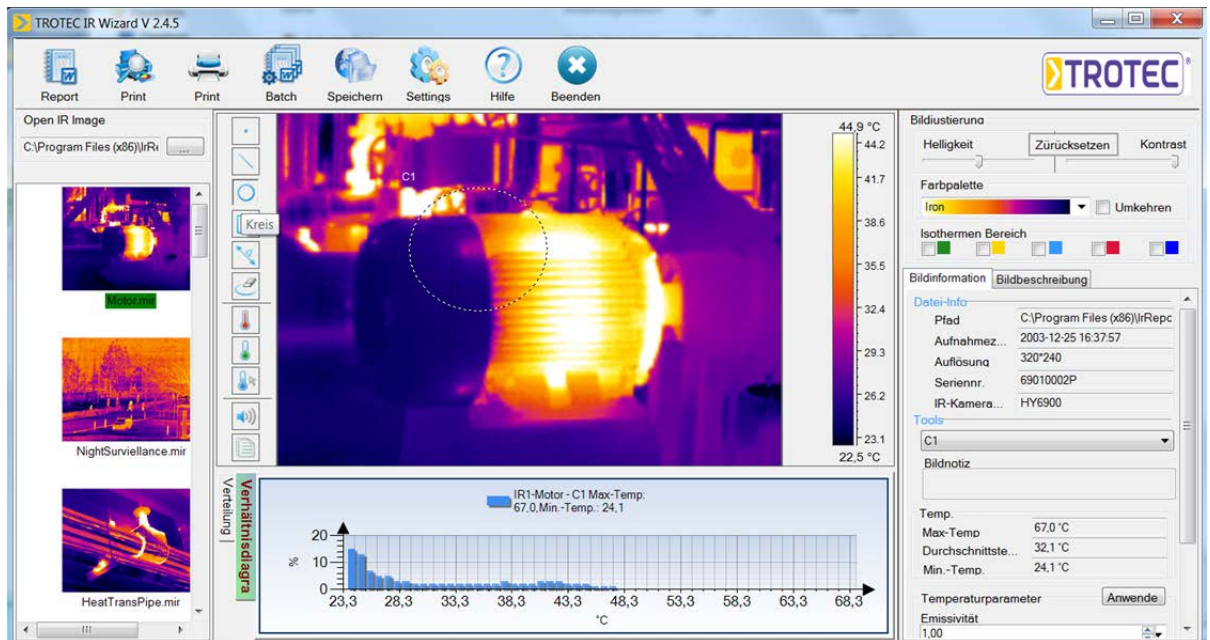 TROTEC IR Wizard V 2.4.5
Report Print Print Batch Speichern Settings Hilfe Beenden
TROTEC
Open IR Image
C:\Program Files (x86)\IrRe ...
Motor.mir
NightSurviellance.mir
HeatTransPipe.mir
Kreis
C1
44,9 °C
44.2
41.7
38.6
35.5
32.4
29.3
26.2
23.1
22,5 °C
Verteilung
Verhältnisdiagra
IR1-Motor - C1 Max-Temp:
67,0,Min.-Temp.: 24,1
%
20
10
0
23,3 28,3 33,3 38,3 43,3 48,3 53,3 58,3 63,3 68,3
°C
Bildjustierung
Helligkeit Zürücksetzen Kontrast
Farbpalette
Iron Umkehren
Isothermen Bereich
Bildinformation Bildbeschreibung
Datei-Info
Pfad C:\Program Files (x86)\IrRepc
Aufnahmez... 2003-12-25 16:37:57
Auflösung 320*240
Seriennr. 69010002P
IR-Kamera... HY6900
Tools
C1
Bildnotiz
Temp.
Max-Temp 67,0 °C
Durchschnittste... 32,1 °C
Min.-Temp. 24,1 °C
Temperaturparameter Anwende
Emissivität
1,00